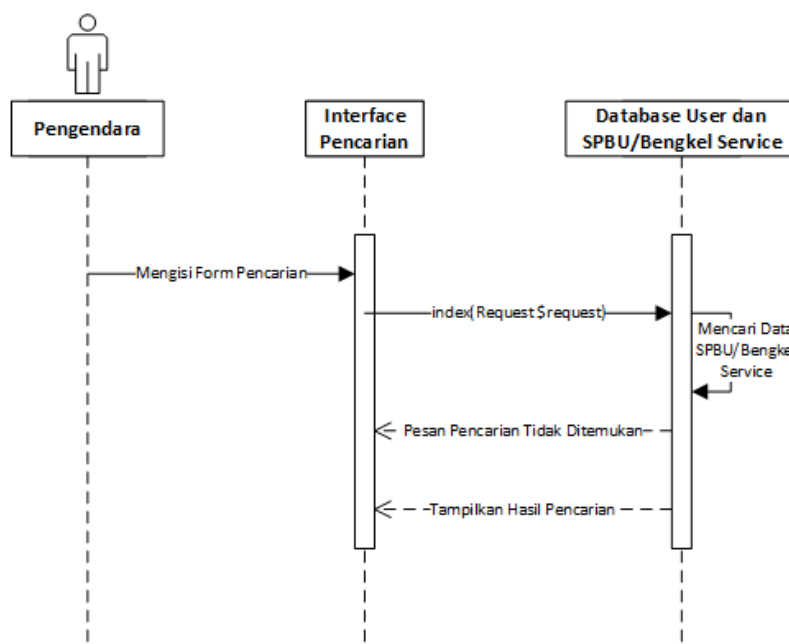 Pengendara
Interface
Pencarian
Database User dan
SPBU/Bengkel Service
Mengisi Form Pencarian
index(Request $request)
Mencari Data
SPBU/Bengkel
Service
Pesan Pencarian Tidak Ditemukan
Tampilkan Hasil Pencarian